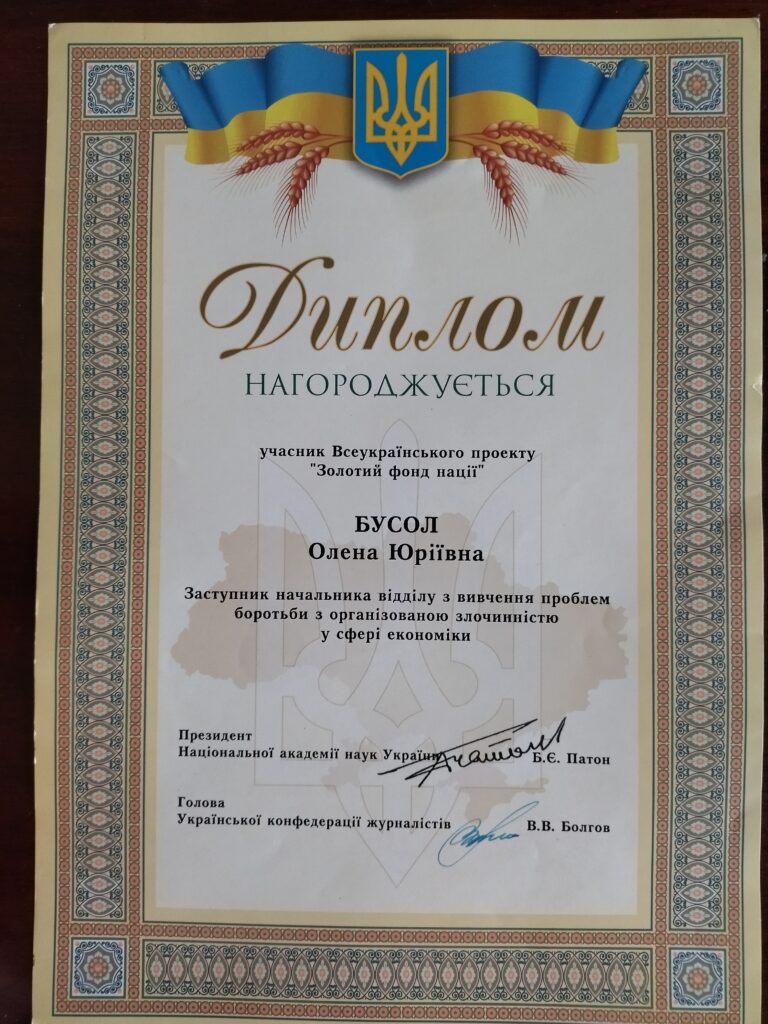 Диплом
НАГОРОДЖУЄТЬСЯ
учасник Всеукраїнського проекту
"Золотий фонд нації"
БУСОЛ
Олена Юріївна
Заступник начальника відділу з вивчення проблем
боротьби з організованою злочинністю
у сфері економіки
Президент
Національної академії наук України Б.Є. Патон
Голова
Української конфедерації журналістів В.В. Болгов